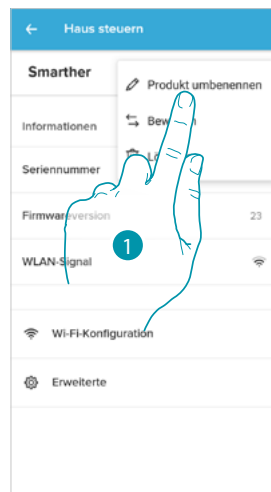 Haus steuern
Smarther
Produkt umbenennen
Informationen
Seriennummer
Firmwareversion
23
WLAN-Signal
1
Wi-Fi-Konfiguration
Erweiterte